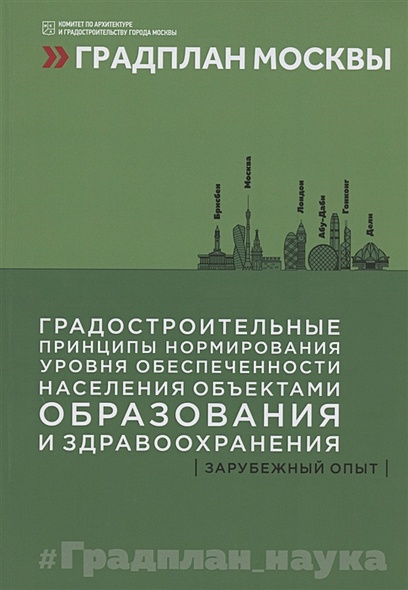 КОМИТЕТ ПО АРХИТЕКТУРЕ
И ГРАДОСТРОИТЕЛЬСТВУ ГОРОДА МОСКВЫ
ГРАДПЛАН МОСКВЫ
Брисбен
Москва
Лондон
Абу-Даби
Гонконг
Дели
ГРАДОСТРОИТЕЛЬНЫЕ
ПРИНЦИПЫ НОРМИРОВАНИЯ
УРОВНЯ ОБЕСПЕЧЕННОСТИ
НАСЕЛЕНИЯ ОБЪЕКТАМИ
ОБРАЗОВАНИЯ
И ЗДРАВООХРАНЕНИЯ
| ЗАРУБЕЖНЫЙ ОПЫТ |
#Градплан_наука